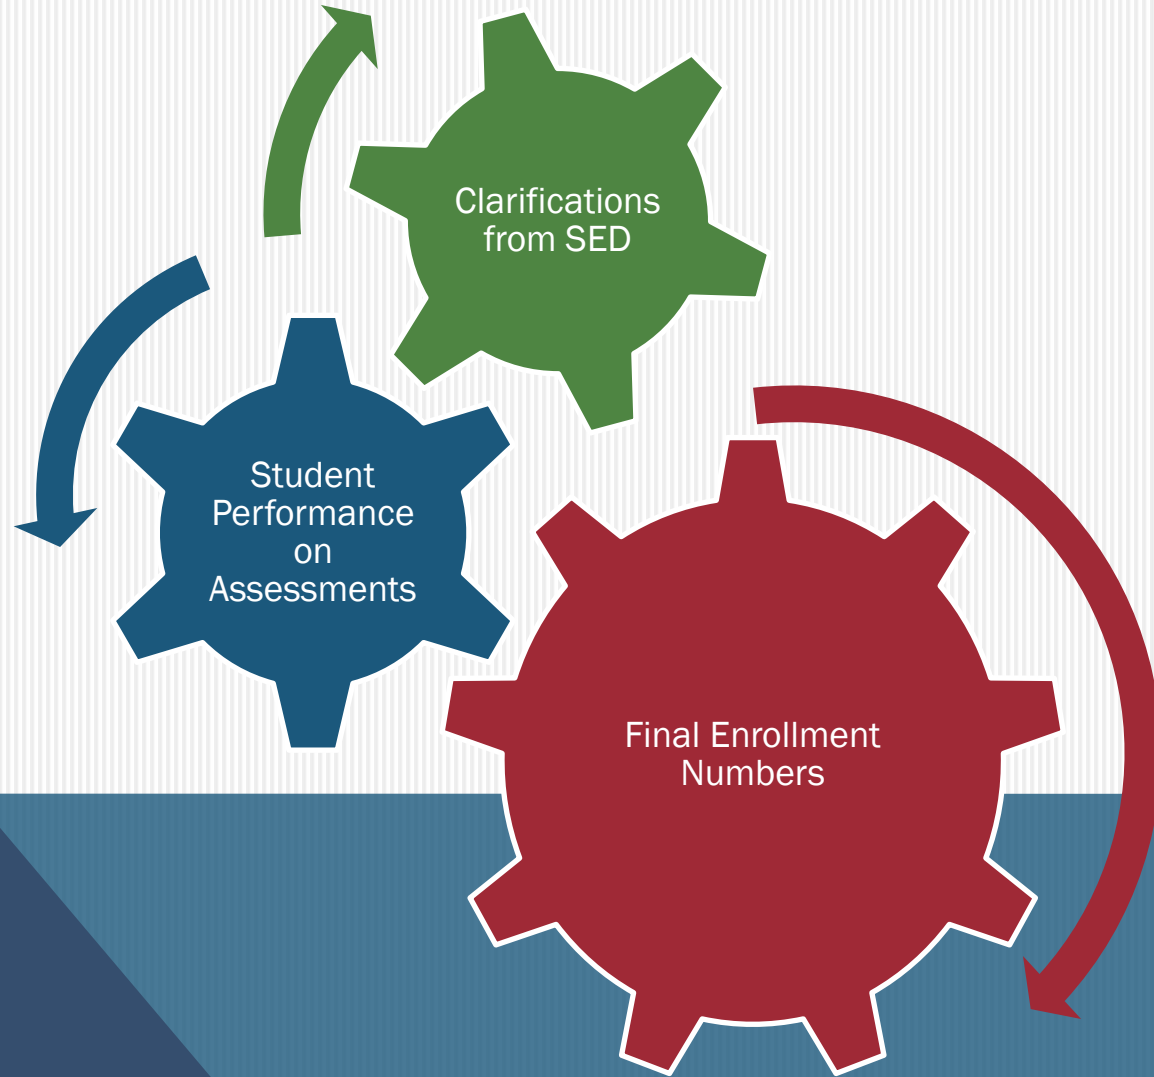 Clarifications
from SED
Student
Performance
on
Assessments
Final Enrollment
Numbers